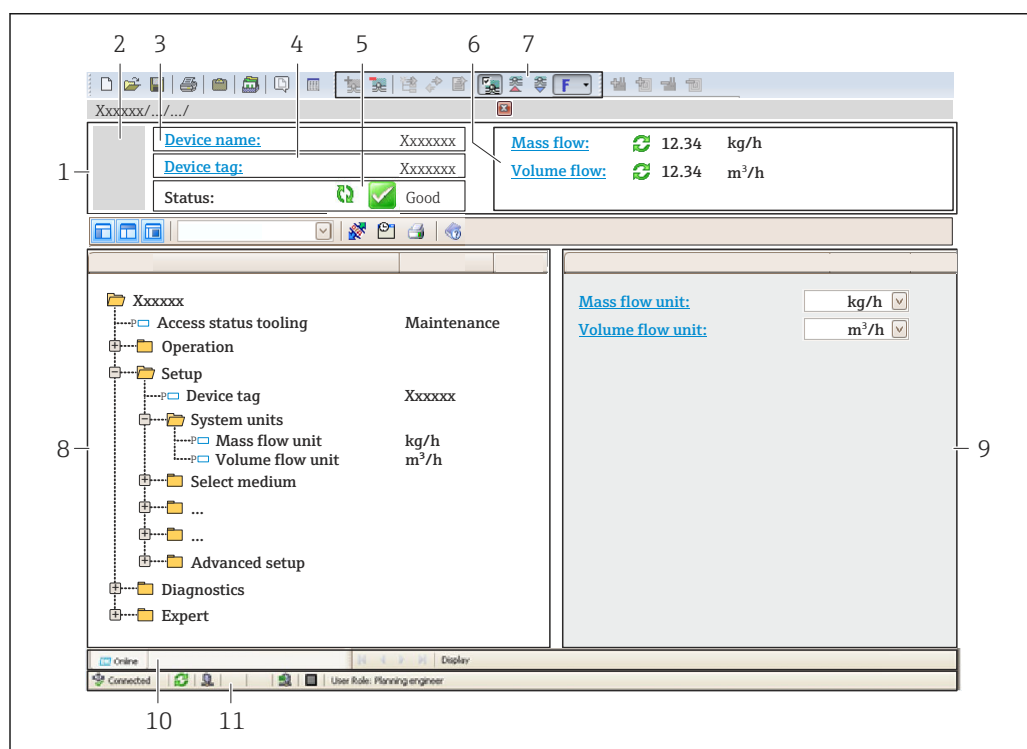 2 3 4 5 6 7
F
Xxxxxx/.../.../
1
Device name: Xxxxxxx
Device tag: Xxxxxxx
Status: Good
Mass flow: 12.34 kg/h
Volume flow: 12.34 m³/h
Xxxxxx
P Access status tooling Maintenance
Operation
Setup
P Device tag Xxxxxx
System units
P Mass flow unit kg/h
P Volume flow unit m³/h
Select medium
...
...
Advanced setup
Diagnostics
Expert
8
Mass flow unit: kg/h
Volume flow unit: m³/h
9
Online Display
Connected User Role: Planning engineer
10 11